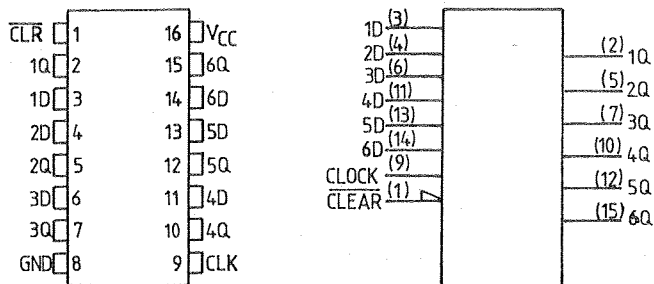 CLR 1 16 VCC
1Q 2 15 6Q
1D 3 14 6D
2D 4 13 5D
2Q 5 12 5Q
3D 6 11 4D
3Q 7 10 4Q
GND 8 9 CLK
1D (3)
2D (4)
3D (6)
4D (11)
5D (13)
6D (14)
CLOCK (9)
CLEAR (1)
(2) 1Q
(5) 2Q
(7) 3Q
(10) 4Q
(12) 5Q
(15) 6Q